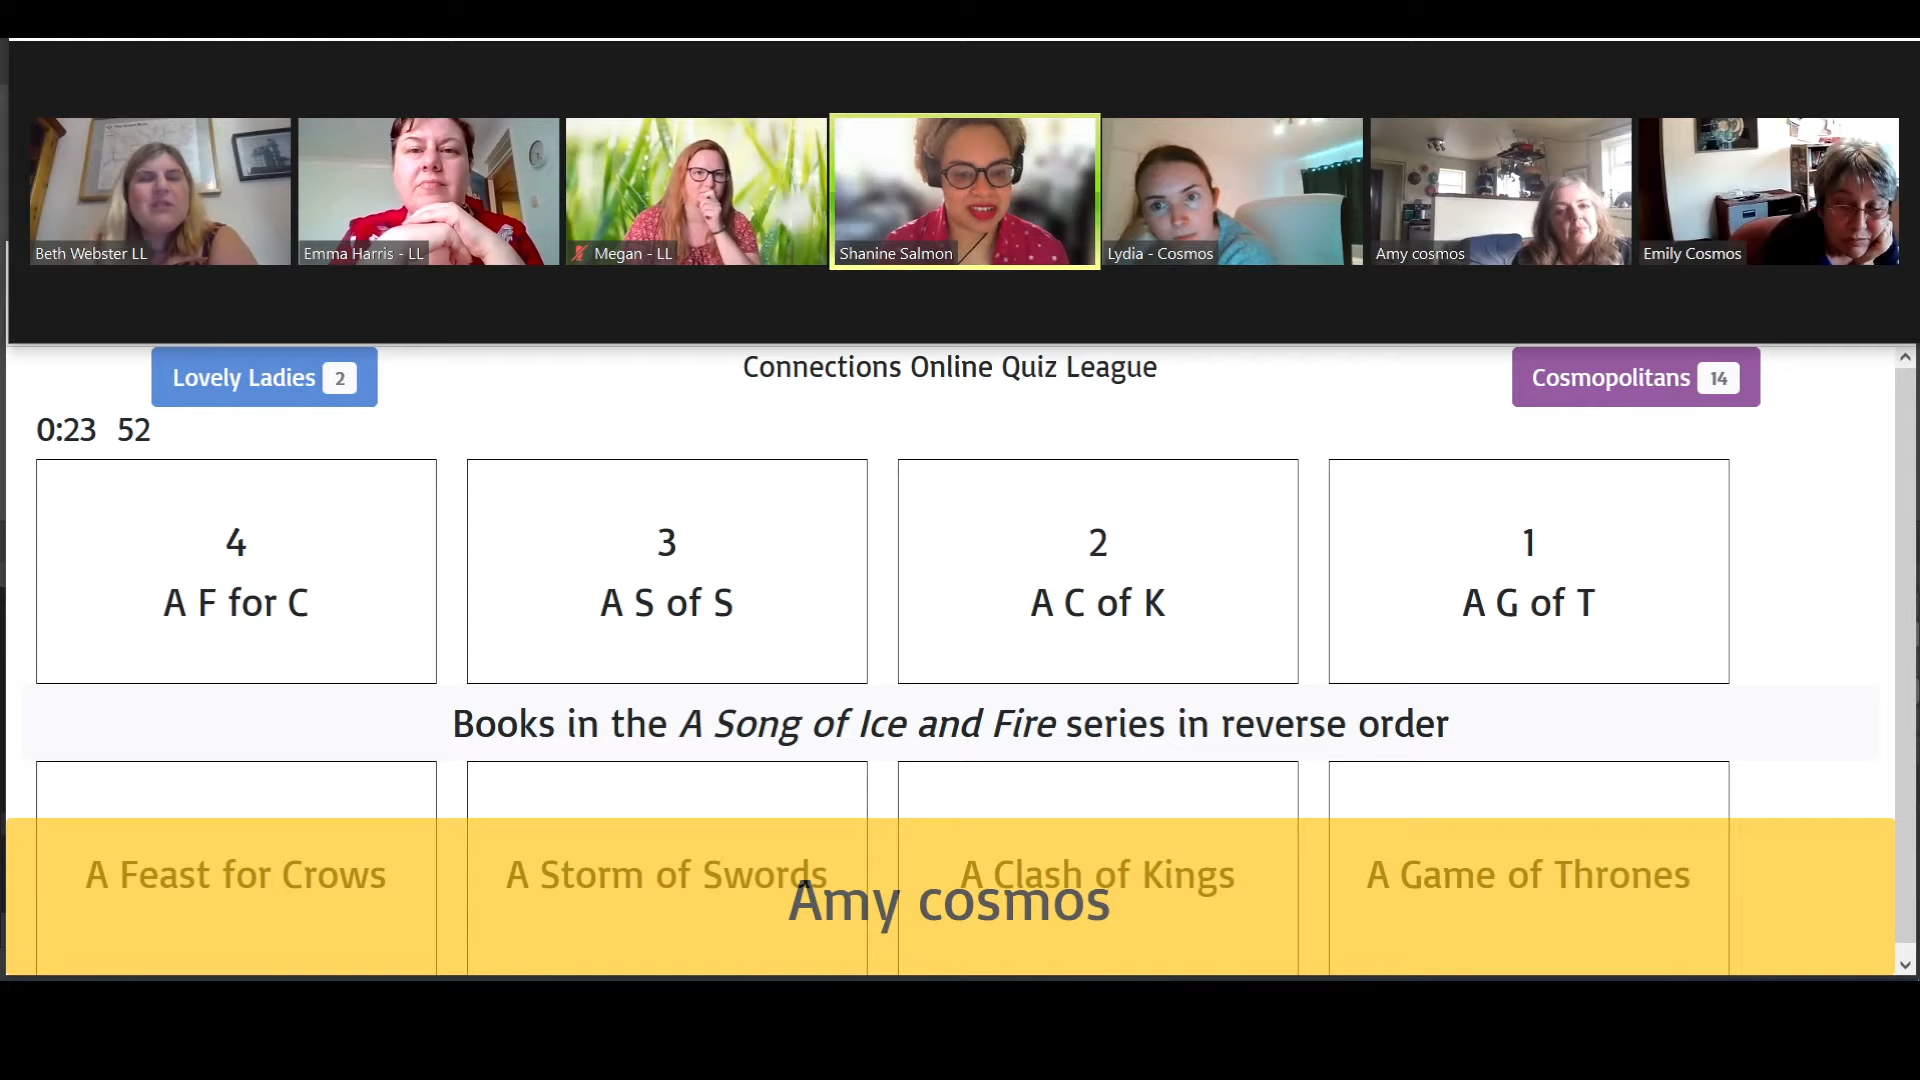 Beth Webster LL
Emma Harris - LL
Megan - LL
Shanine Salmon
Lydia - Cosmos
Amy cosmos
Emily Cosmos
Lovely Ladies 2
Connections Online Quiz League
Cosmopolitans 14
0:23 52
4
A F for C
3
A S of S
2
A C of K
1
A G of T
Books in the A Song of Ice and Fire series in reverse order
A Feast for Crows
A Storm of Swords
A Clash of Kings
A Game of Thrones
Amy cosmos